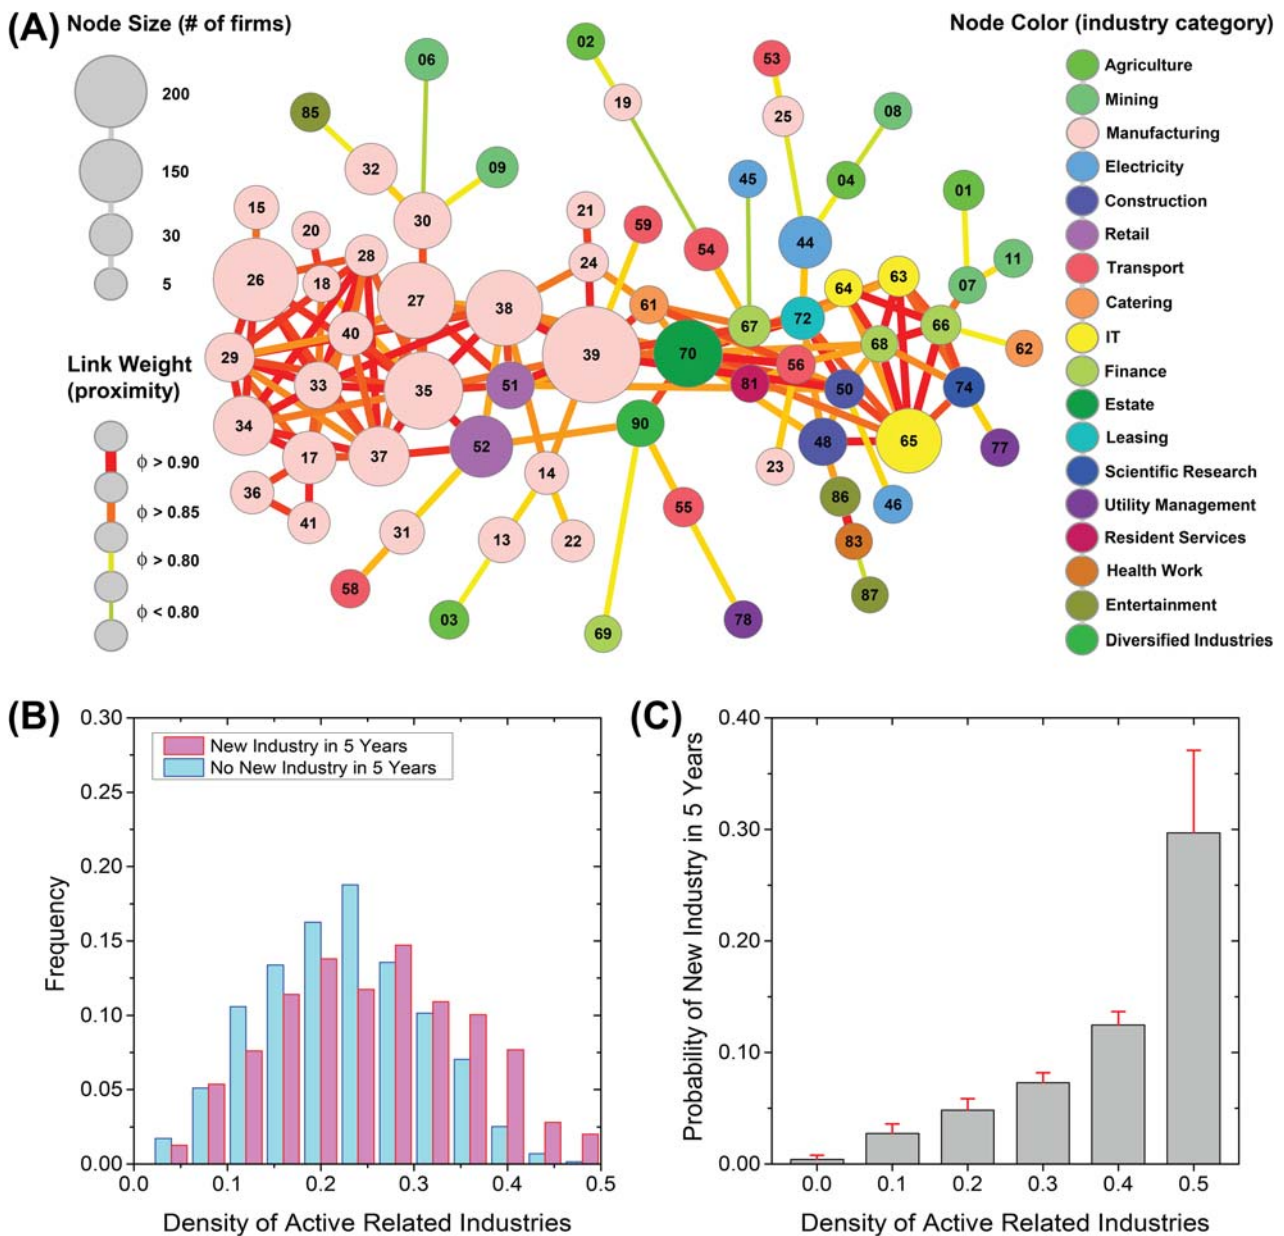 (A) Node Size (# of firms)
200
150
30
5
Link Weight
(proximity)
ϕ > 0.90
ϕ > 0.85
ϕ > 0.80
ϕ < 0.80
02
53
06
19
25
08
85
32
09
45
04
01
15
20
30
21
59
54
44
11
28
24
63
26
18
27
38
61
64
07
40
67
72
66
29
39
70
68
62
33
35
51
56
81
50
74
34
90
52
48
65
77
17
37
14
23
36
86
46
41
31
13
22
55
83
58
87
03
69
78
Node Color (industry category)
Agriculture
Mining
Manufacturing
Electricity
Construction
Retail
Transport
Catering
IT
Finance
Estate
Leasing
Scientific Research
Utility Management
Resident Services
Health Work
Entertainment
Diversified Industries
(B)
New Industry in 5 Years
No New Industry in 5 Years
0.30
0.25
0.20
0.15
0.10
0.05
0.00
Frequency
0.0 0.1 0.2 0.3 0.4 0.5
Density of Active Related Industries
(C)
0.40
0.30
0.20
0.10
0.00
Probability of New Industry in 5 Years
0.0 0.1 0.2 0.3 0.4 0.5
Density of Active Related Industries